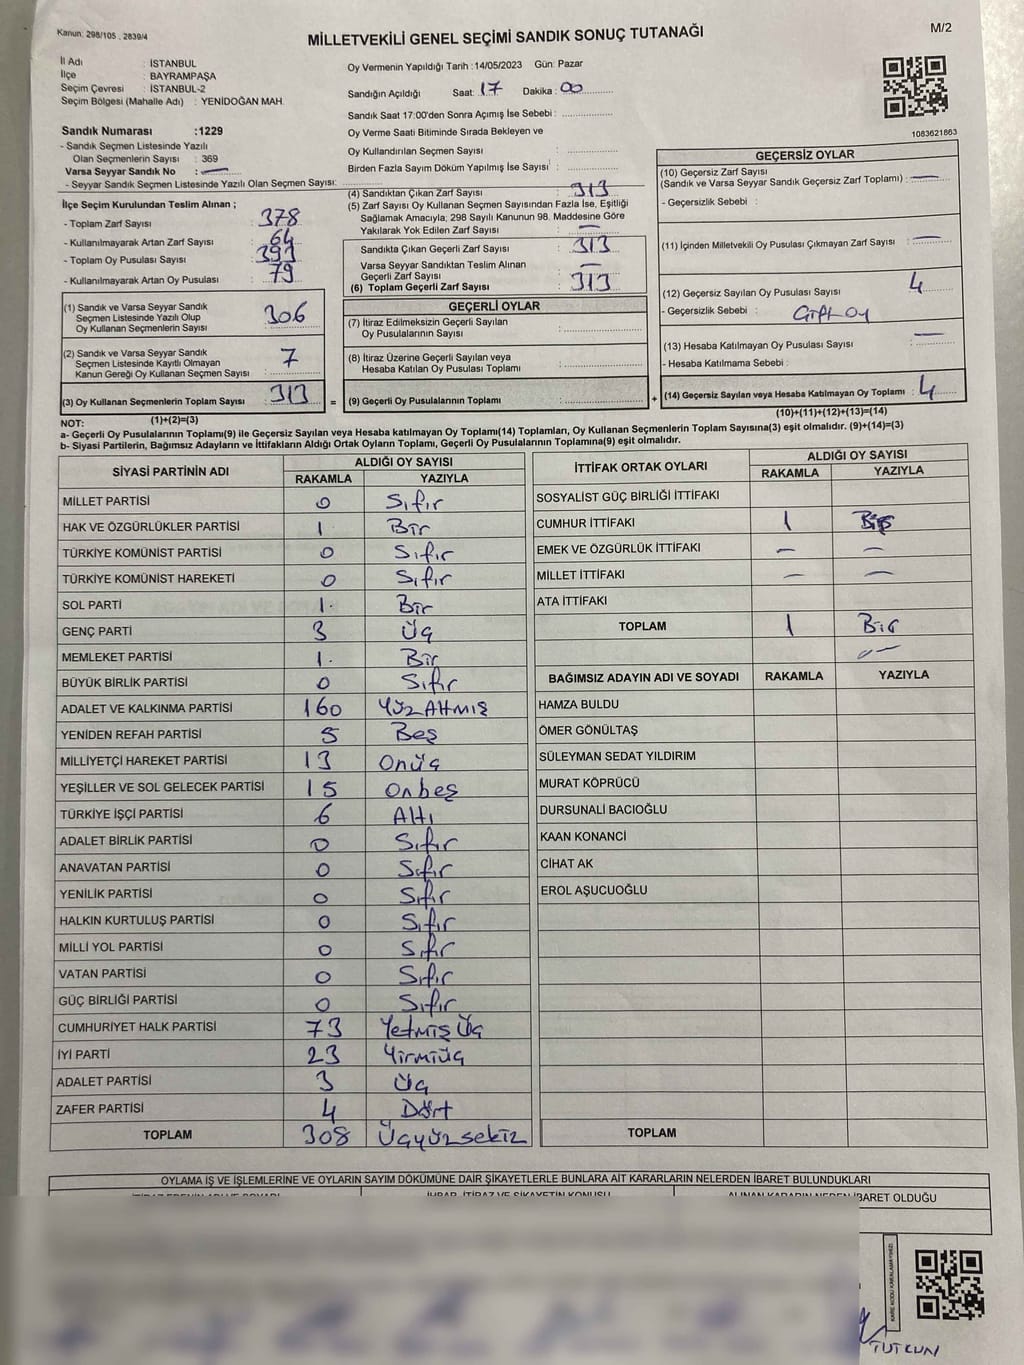 Kanun: 298/105 , 2839/4
MİLLETVEKİLİ GENEL SEÇİMİ SANDIK SONUÇ TUTANAĞI
M/2
İl Adı : İSTANBUL
İlçe : BAYRAMPAŞA
Seçim Çevresi : İSTANBUL-2
Seçim Bölgesi (Mahalle Adı) : YENİDOĞAN MAH.
Oy Vermenin Yapıldığı Tarih :14/05/2023 Gün: Pazar
Sandığın Açıldığı Saat: 17 Dakika : 00
Sandık Saat 17:00'den Sonra Açımış İse Sebebi :
Oy Verme Saati Bitiminde Sırada Bekleyen ve
Oy Kullandırılan Seçmen Sayısı :
Birden Fazla Sayım Döküm Yapılmış İse Sayısı :
1083621863
Sandık Numarası :1229
- Sandık Seçmen Listesinde Yazılı
Olan Seçmenlerin Sayısı : 369
Varsa Seyyar Sandık No : —
- Seyyar Sandık Seçmen Listesinde Yazılı Olan Seçmen Sayısı:
İlçe Seçim Kurulundan Teslim Alınan ;
- Toplam Zarf Sayısı : 378
- Kullanılmayarak Artan Zarf Sayısı : 64
- Toplam Oy Pusulası Sayısı : 393
- Kullanılmayarak Artan Oy Pusulası : 79
(1) Sandık ve Varsa Seyyar Sandık
Seçmen Listesinde Yazılı Olup
Oy Kullanan Seçmenlerin Sayısı : 306
(2) Sandık ve Varsa Seyyar Sandık
Seçmen Listesinde Kayıtlı Olmayan
Kanun Gereği Oy Kullanan Seçmen Sayısı : 7
(3) Oy Kullanan Seçmenlerin Toplam Sayısı : 313
(1)+(2)=(3)
(4) Sandıktan Çıkan Zarf Sayısı : 313
(5) Zarf Sayısı Oy Kullanan Seçmen Sayısından Fazla İse, Eşitliği
Sağlamak Amacıyla; 298 Sayılı Kanunun 98. Maddesine Göre
Yakılarak Yok Edilen Zarf Sayısı : —
Sandıkta Çıkan Geçerli Zarf Sayısı : 313
Varsa Seyyar Sandıktan Teslim Alınan
Geçerli Zarf Sayısı : —
(6) Toplam Geçerli Zarf Sayısı : 313
GEÇERLİ OYLAR
(7) İtiraz Edilmeksizin Geçerli Sayılan
Oy Pusulalarının Sayısı :
(8) İtiraz Üzerine Geçerli Sayılan veya
Hesaba Katılan Oy Pusulası Toplamı :
= (9) Geçerli Oy Pusulalarının Toplamı :
GEÇERSİZ OYLAR
(10) Geçersiz Zarf Sayısı
(Sandık ve Varsa Seyyar Sandık Geçersiz Zarf Toplamı) : —
- Geçersizlik Sebebi :
(11) İçinden Milletvekili Oy Pusulası Çıkmayan Zarf Sayısı : —
(12) Geçersiz Sayılan Oy Pusulası Sayısı : 4
- Geçersizlik Sebebi : Çift oy
(13) Hesaba Katılmayan Oy Pusulası Sayısı : —
- Hesaba Katılmama Sebebi :
+ (14) Geçersiz Sayılan veya Hesaba Katılmayan Oy Toplamı : 4
(10)+(11)+(12)+(13)=(14)
NOT:
a- Geçerli Oy Pusulalarının Toplamı(9) ile Geçersiz Sayılan veya Hesaba katılmayan Oy Toplamı(14) Toplamları, Oy Kullanan Seçmenlerin Toplam Sayısına(3) eşit olmalıdır. (9)+(14)=(3)
b- Siyasi Partilerin, Bağımsız Adayların ve İttifakların Aldığı Ortak Oyların Toplamı, Geçerli Oy Pusulalarının Toplamına(9) eşit olmalıdır.
SİYASİ PARTİNİN ADI ALDIĞI OY SAYISI
RAKAMLA YAZIYLA
MİLLET PARTİSİ 0 Sıfır
HAK VE ÖZGÜRLÜKLER PARTİSİ 1 Bir
TÜRKİYE KOMÜNİST PARTİSİ 0 Sıfır
TÜRKİYE KOMÜNİST HAREKETİ 0 Sıfır
SOL PARTİ 1 Bir
GENÇ PARTİ 3 Üç
MEMLEKET PARTİSİ 1 Bir
BÜYÜK BİRLİK PARTİSİ 0 Sıfır
ADALET VE KALKINMA PARTİSİ 160 Yüz Altmış
YENİDEN REFAH PARTİSİ 5 Beş
MİLLİYETÇİ HAREKET PARTİSİ 13 Onüç
YEŞİLLER VE SOL GELECEK PARTİSİ 15 Onbeş
TÜRKİYE İŞÇİ PARTİSİ 6 Altı
ADALET BİRLİK PARTİSİ 0 Sıfır
ANAVATAN PARTİSİ 0 Sıfır
YENİLİK PARTİSİ 0 Sıfır
HALKIN KURTULUŞ PARTİSİ 0 Sıfır
MİLLİ YOL PARTİSİ 0 Sıfır
VATAN PARTİSİ 0 Sıfır
GÜÇ BİRLİĞİ PARTİSİ 0 Sıfır
CUMHURİYET HALK PARTİSİ 73 Yetmiş Üç
İYİ PARTİ 23 Yirmiüç
ADALET PARTİSİ 3 Üç
ZAFER PARTİSİ 4 Dört
TOPLAM 308 Üçyüzsekiz
İTTİFAK ORTAK OYLARI ALDIĞI OY SAYISI
RAKAMLA YAZIYLA
SOSYALİST GÜÇ BİRLİĞİ İTTİFAKI
CUMHUR İTTİFAKI 1 Bir
EMEK VE ÖZGÜRLÜK İTTİFAKI — —
MİLLET İTTİFAKI — —
ATA İTTİFAKI
TOPLAM 1 Bir
BAĞIMSIZ ADAYIN ADI VE SOYADI RAKAMLA YAZIYLA
HAMZA BULDU
ÖMER GÖNÜLTAŞ
SÜLEYMAN SEDAT YILDIRIM
MURAT KÖPRÜCÜ
DURSUNALİ BACIOĞLU
KAAN KONANCİ
CİHAT AK
EROL AŞUCUOĞLU
TOPLAM
OYLAMA İŞ VE İŞLEMLERİNE VE OYLARIN SAYIM DÖKÜMÜNE DAİR ŞİKAYETLERLE BUNLARA AİT KARARLARIN NELERDEN İBARET BULUNDUKLARI
İBARET OLDUĞU
KARE KODU KARALAMAYINIZ!
TUTKUN